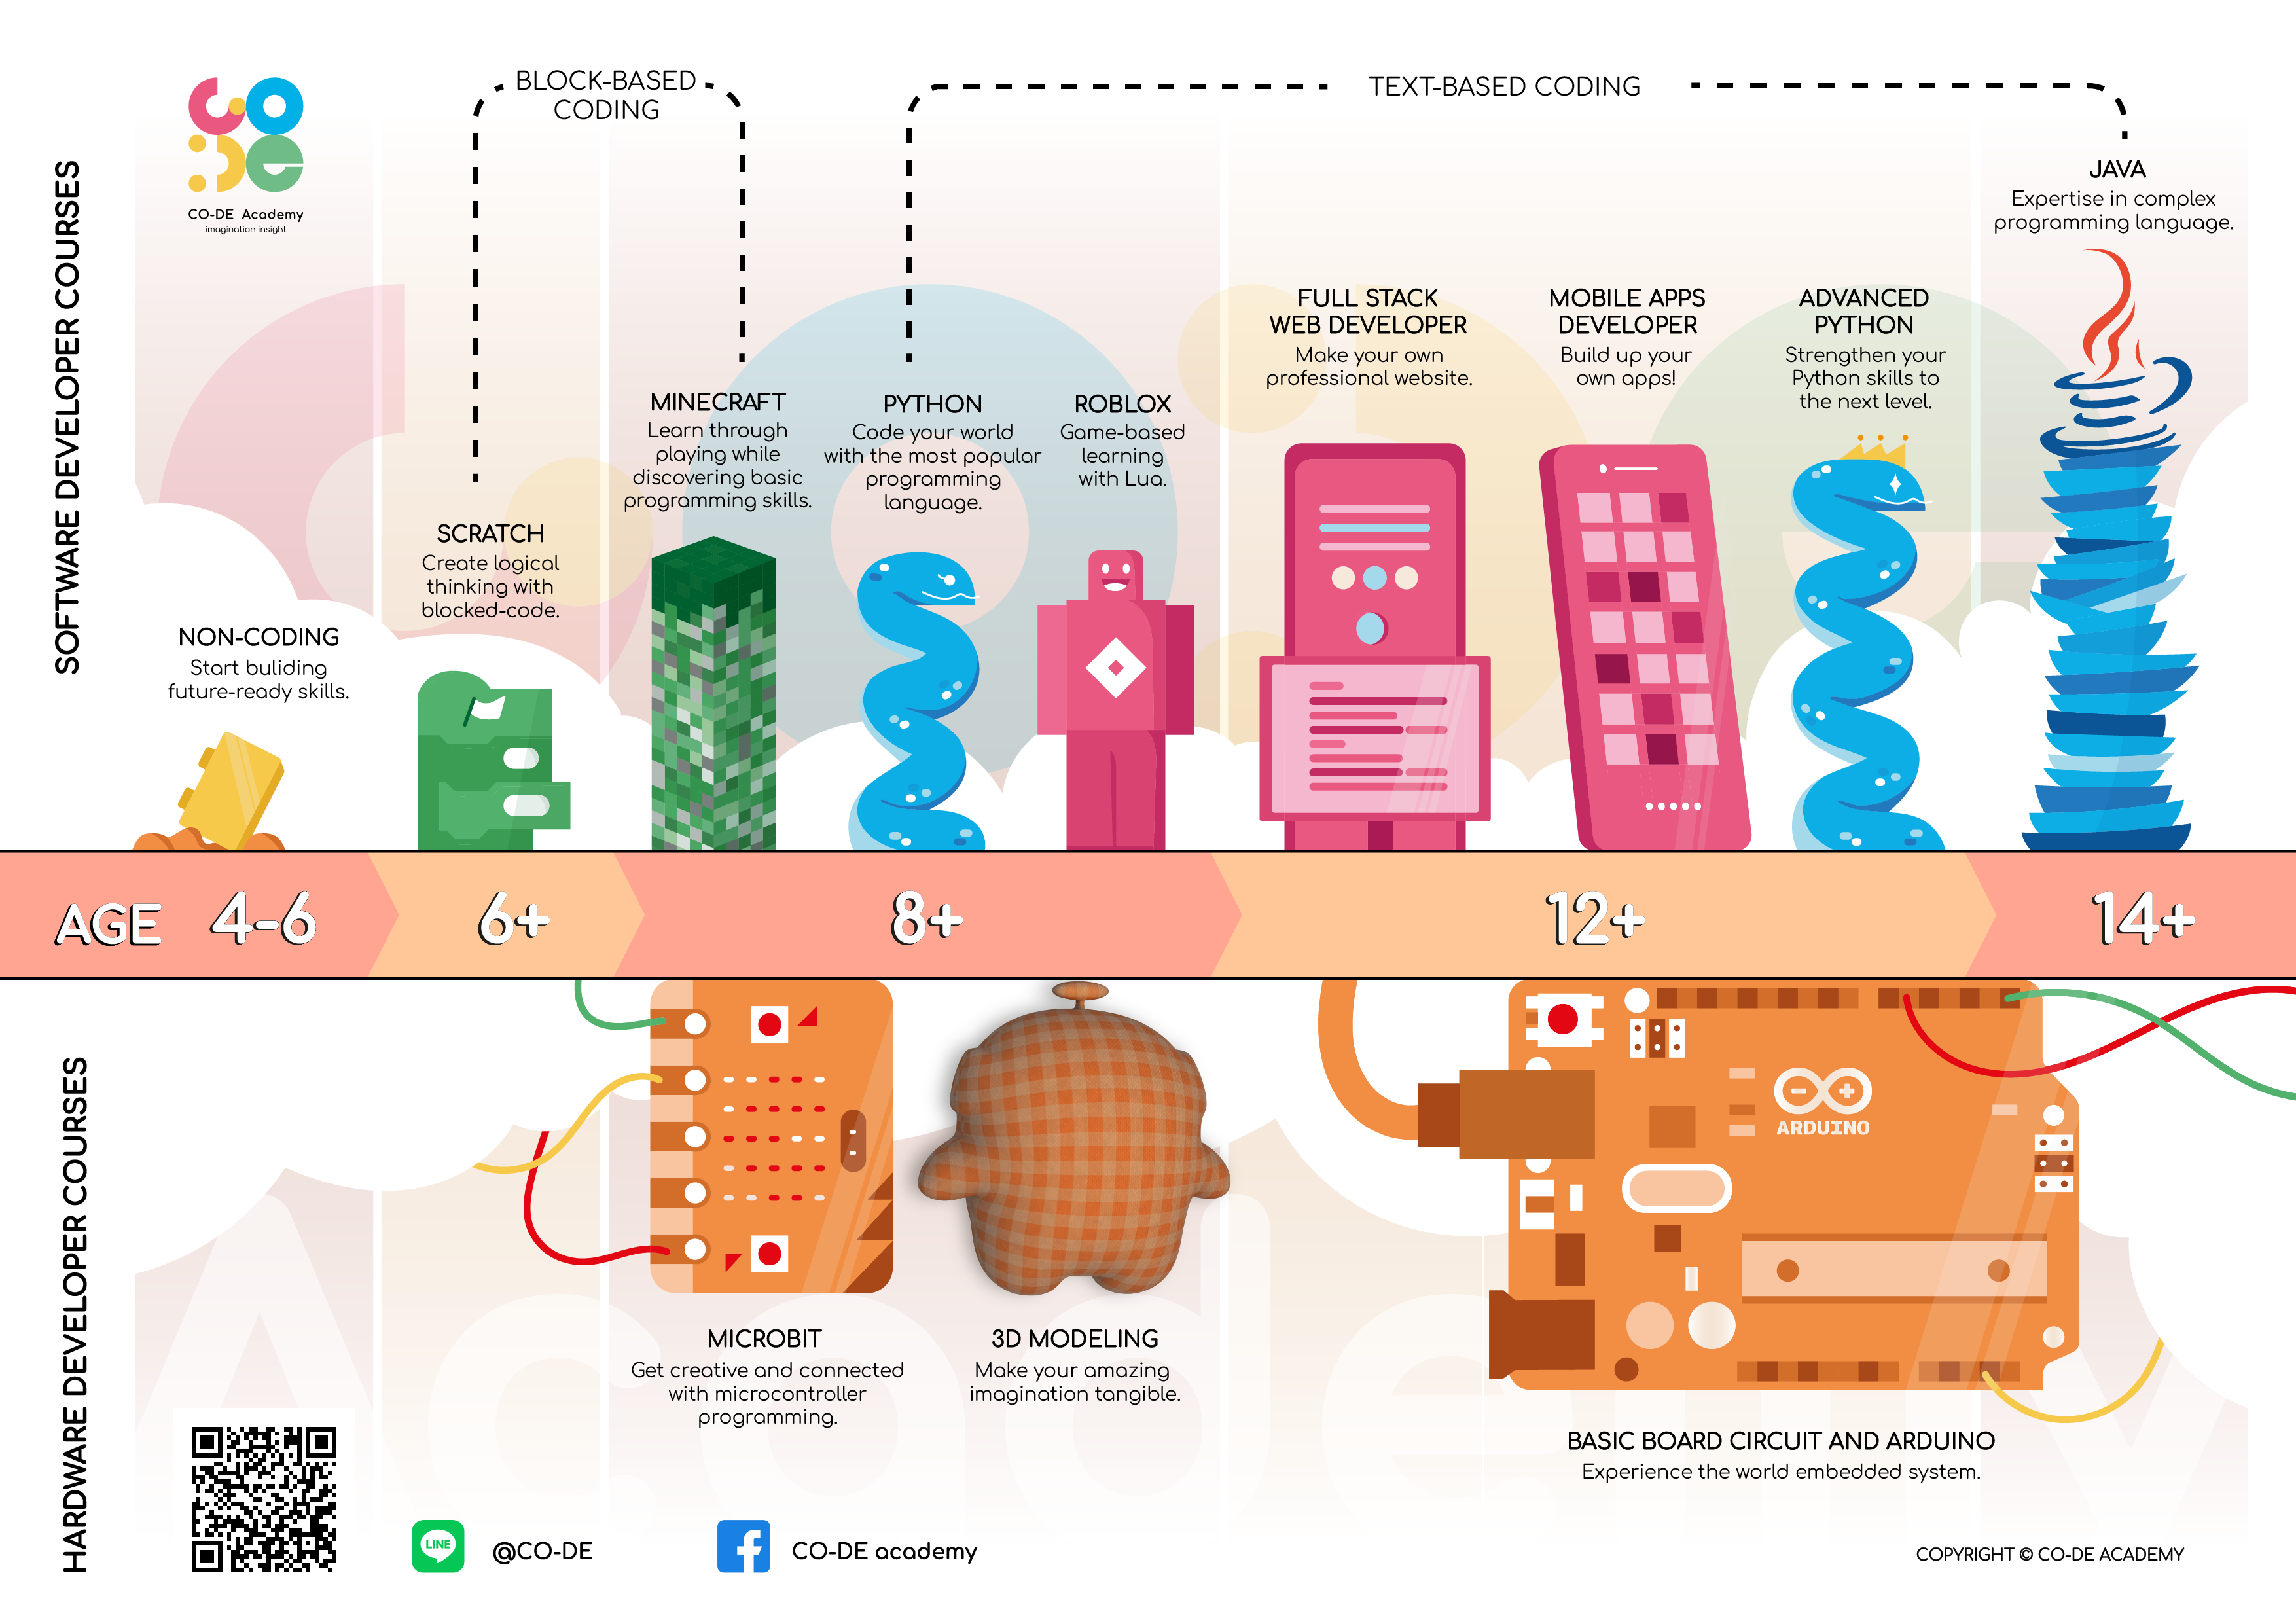 CO-DE Academy
imagination insight
SOFTWARE DEVELOPER COURSES
BLOCK-BASED
CODING
TEXT-BASED CODING
NON-CODING
Start buliding
future-ready skills.
SCRATCH
Create logical
thinking with
blocked-code.
MINECRAFT
Learn through
playing while
discovering basic
programming skills.
PYTHON
Code your world
with the most popular
programming
language.
ROBLOX
Game-based
learning
with Lua.
FULL STACK
WEB DEVELOPER
Make your own
professional website.
MOBILE APPS
DEVELOPER
Build up your
own apps!
ADVANCED
PYTHON
Strengthen your
Python skills to
the next level.
JAVA
Expertise in complex
programming language.
AGE 4-6 6+ 8+ 12+ 14+
HARDWARE DEVELOPER COURSES
ARDUINO
MICROBIT
Get creative and connected
with microcontroller
programming.
3D MODELING
Make your amazing
imagination tangible.
BASIC BOARD CIRCUIT AND ARDUINO
Experience the world embedded system.
LINE
@CO-DE
CO-DE academy
COPYRIGHT © CO-DE ACADEMY